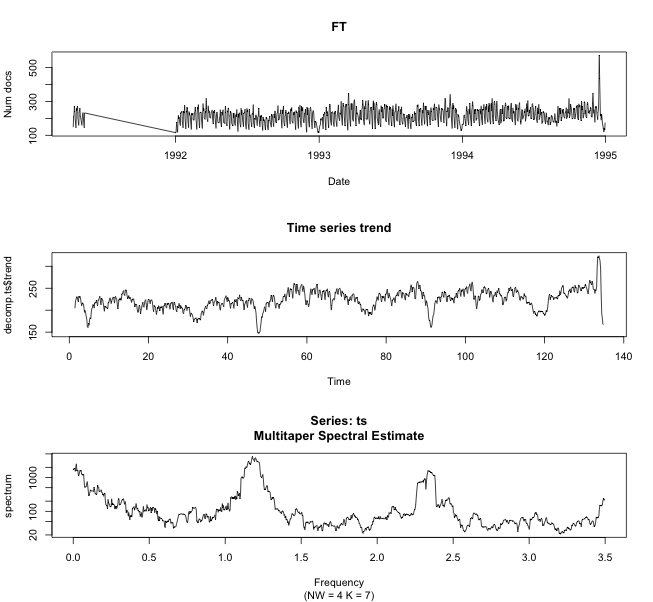 FT
Num docs
500
300
100
1992
1993
1994
1995
Date
Time series trend
decomp.ts$trend
250
150
0
20
40
60
80
100
120
140
Time
Series: ts
Multitaper Spectral Estimate
spectrum
1000
100
20
0.0
0.5
1.0
1.5
2.0
2.5
3.0
3.5
Frequency
(NW = 4 K = 7)